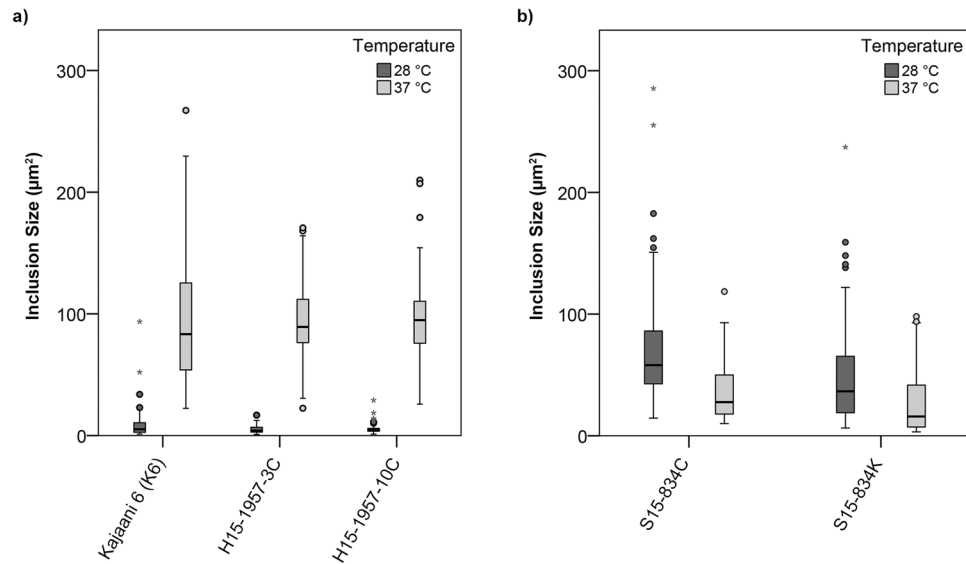 a)
Temperature
28 °C
37 °C
Inclusion Size (µm²)
300
200
100
0
Kajaani 6 (K6)
H15-1957-3C
H15-1957-10C
b)
Temperature
28 °C
37 °C
Inclusion Size (µm²)
300
200
100
0
S15-834C
S15-834K